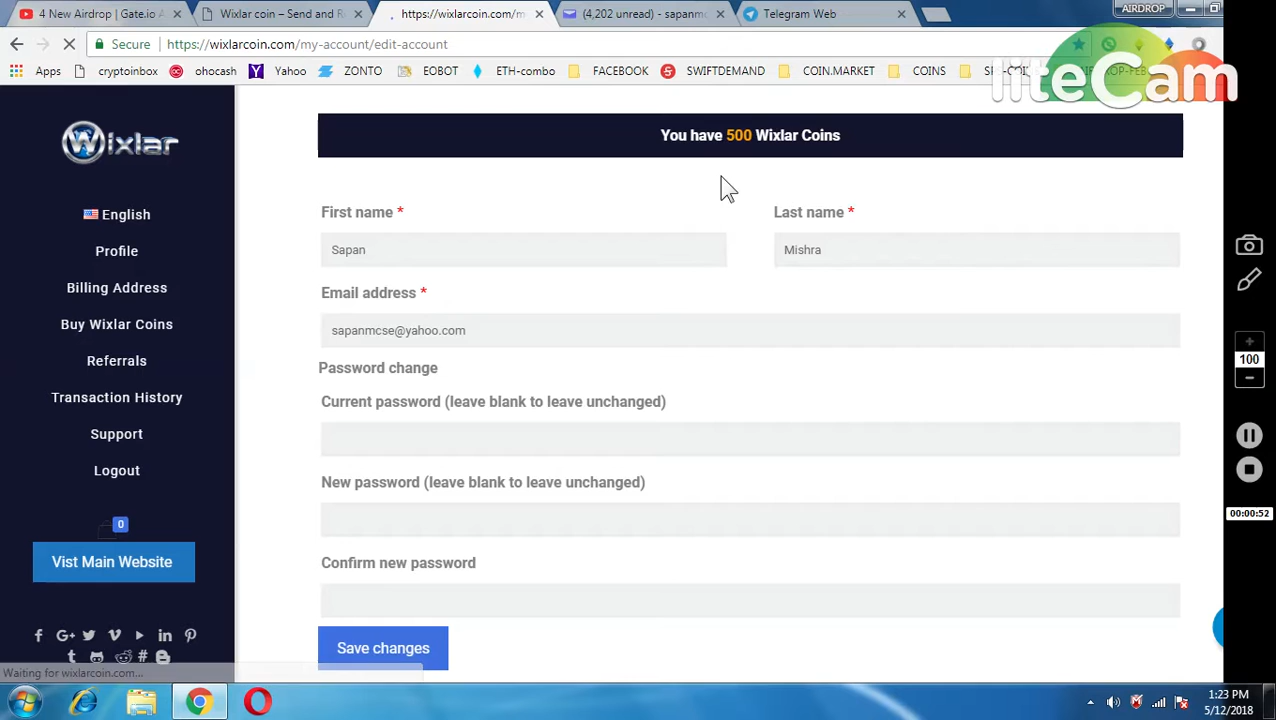 4 New Airdrop | Gate.io A
Wixlar coin – Send and R
https://wixlarcoin.com/m
(4,202 unread) - sapanmc
Telegram Web
AIRDROP
Secure
https://wixlarcoin.com/my-account/edit-account
Apps
cryptoinbox
ohocash
Yahoo
ZONTO
EOBOT
ETH-combo
FACEBOOK
SWIFTDEMAND
COIN.MARKET
COINS
liteCam
Wixlar
English
Profile
Billing Address
Buy Wixlar Coins
Referrals
Transaction History
Support
Logout
0
Vist Main Website
You have 500 Wixlar Coins
First name *
Last name *
Sapan
Mishra
Email address *
sapanmcse@yahoo.com
Password change
Current password (leave blank to leave unchanged)
New password (leave blank to leave unchanged)
Confirm new password
Save changes
Waiting for wixlarcoin.com...
100
00:00:52
1:23 PM
5/12/2018